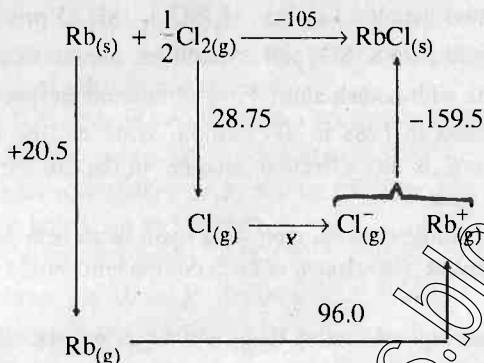 Rb(s) + 1/2 Cl2(g) —−105→ RbCl(s)
+20.5
28.75
−159.5
Cl(g) —x→ Cl−(g) Rb+(g)
96.0
Rb(g)